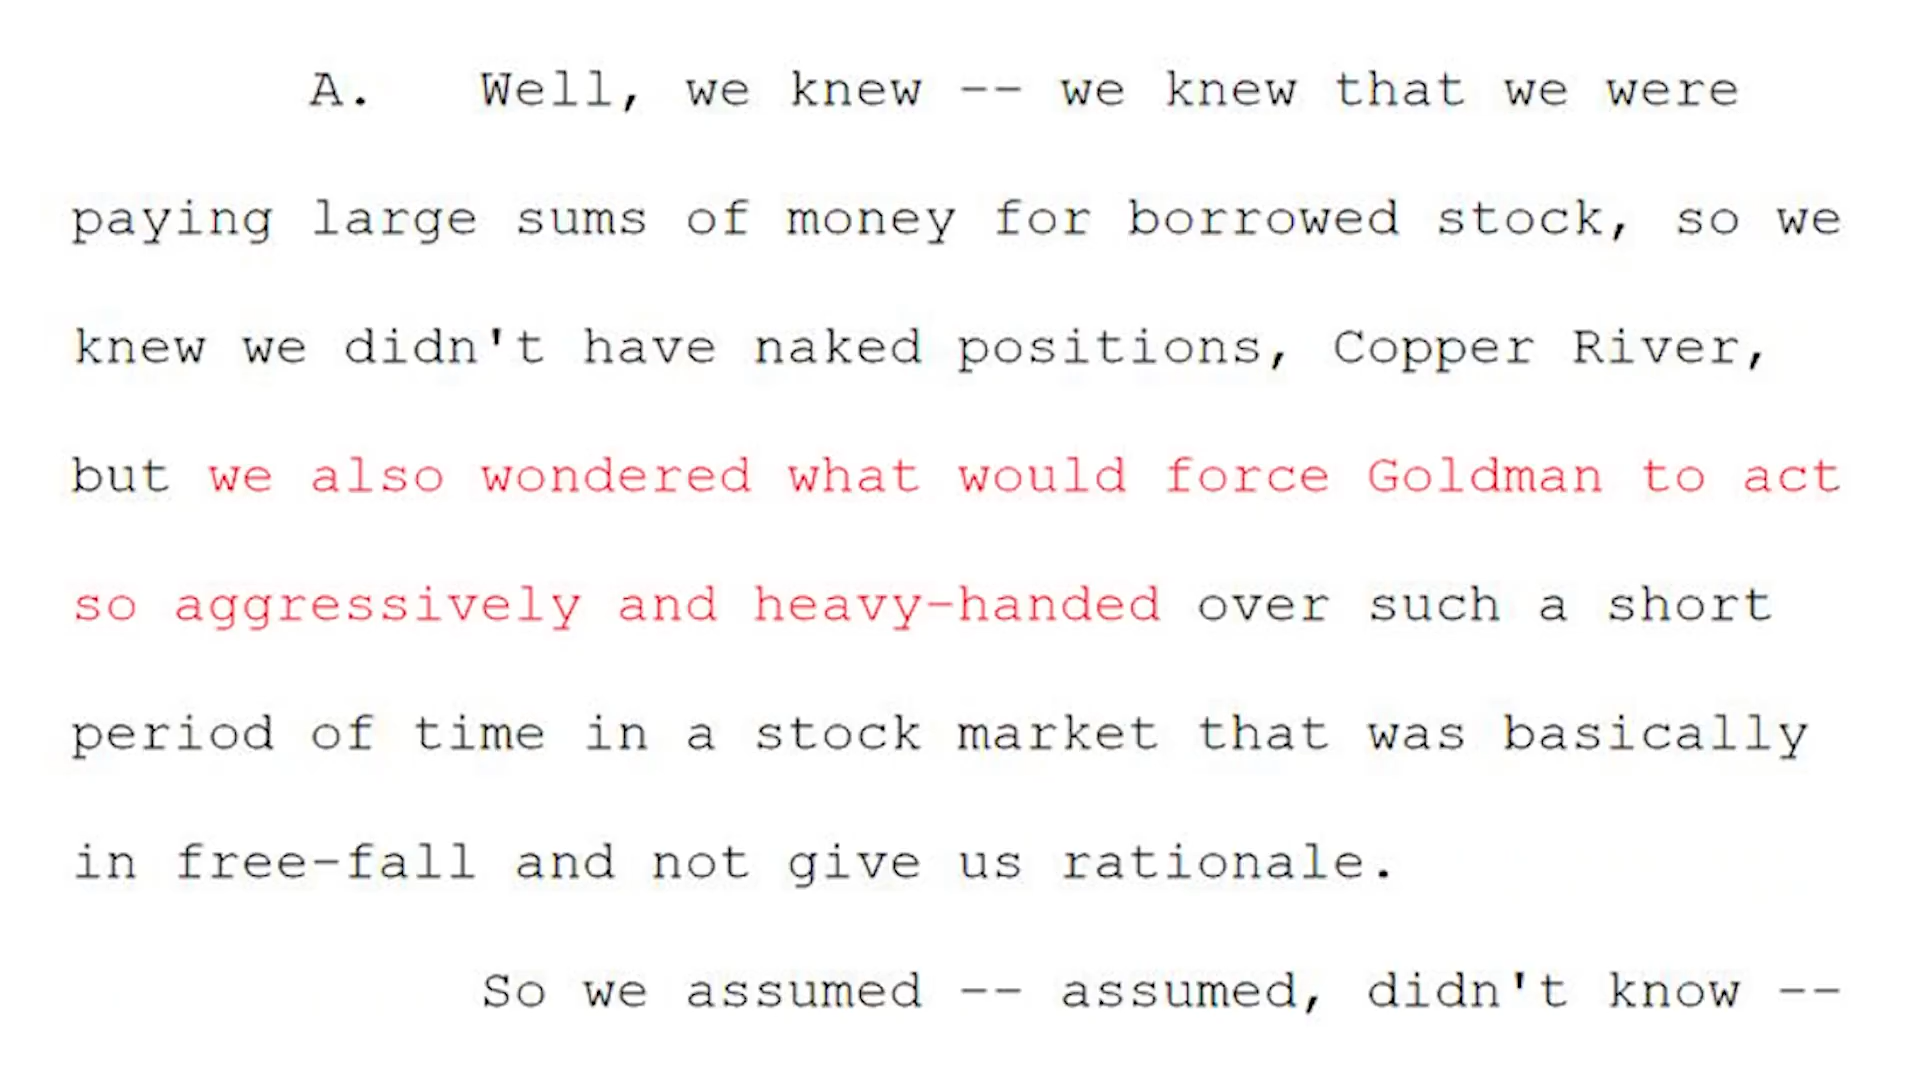 A. Well, we knew -- we knew that we were
paying large sums of money for borrowed stock, so we
knew we didn't have naked positions, Copper River,
but we also wondered what would force Goldman to act
so aggressively and heavy-handed over such a short
period of time in a stock market that was basically
in free-fall and not give us rationale.
So we assumed -- assumed, didn't know --